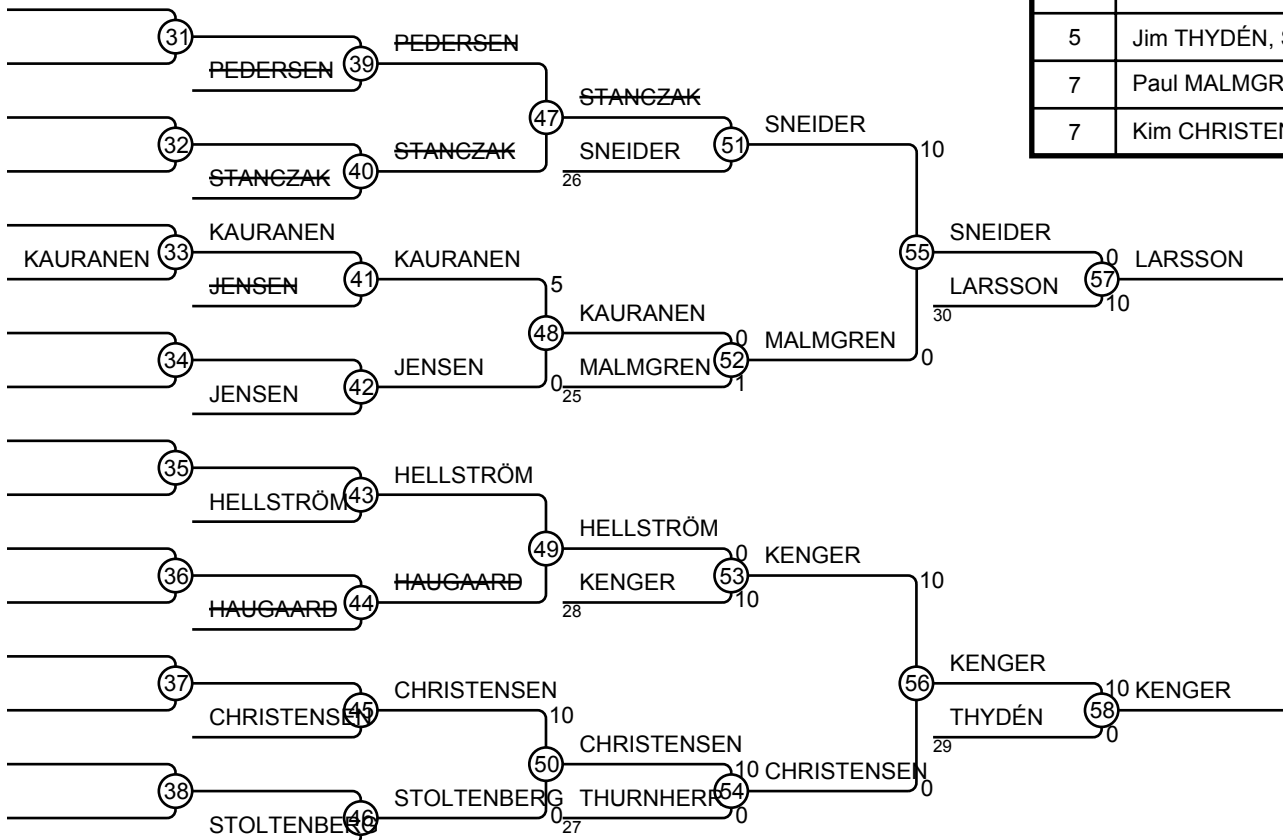 5 Jim THYDÉN,
7 Paul MALMGR
7 Kim CHRISTEN
31
PEDERSEN
39
PEDERSEN
32
STANCZAK
40
STANCZAK
47
STANCZAK
SNEIDER
26
51
SNEIDER
10
KAURANEN
33
KAURANEN
JENSEN
41
KAURANEN
5
34
JENSEN
42
JENSEN
0
48
KAURANEN
0
MALMGREN
25
1
52
MALMGREN
0
55
SNEIDER
0
LARSSON
30
10
57
LARSSON
35
HELLSTRÖM
43
HELLSTRÖM
36
HAUGAARD
44
HAUGAARD
49
HELLSTRÖM
0
KENGER
28
10
53
KENGER
10
37
CHRISTENSEN
45
CHRISTENSEN
10
38
STOLTENBERG
46
STOLTENBERG
0
50
CHRISTENSEN
10
THURNHERR
27
0
54
CHRISTENSEN
0
56
KENGER
10
THYDÉN
29
0
58
KENGER